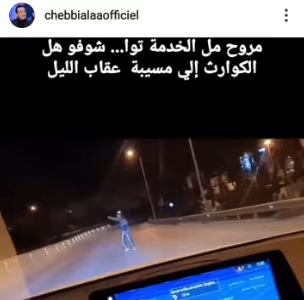 chebbialaaofficiel
مروح مل الخدمة توا... شوفو هل
الكوارث إلي مسيبة عقاب الليل